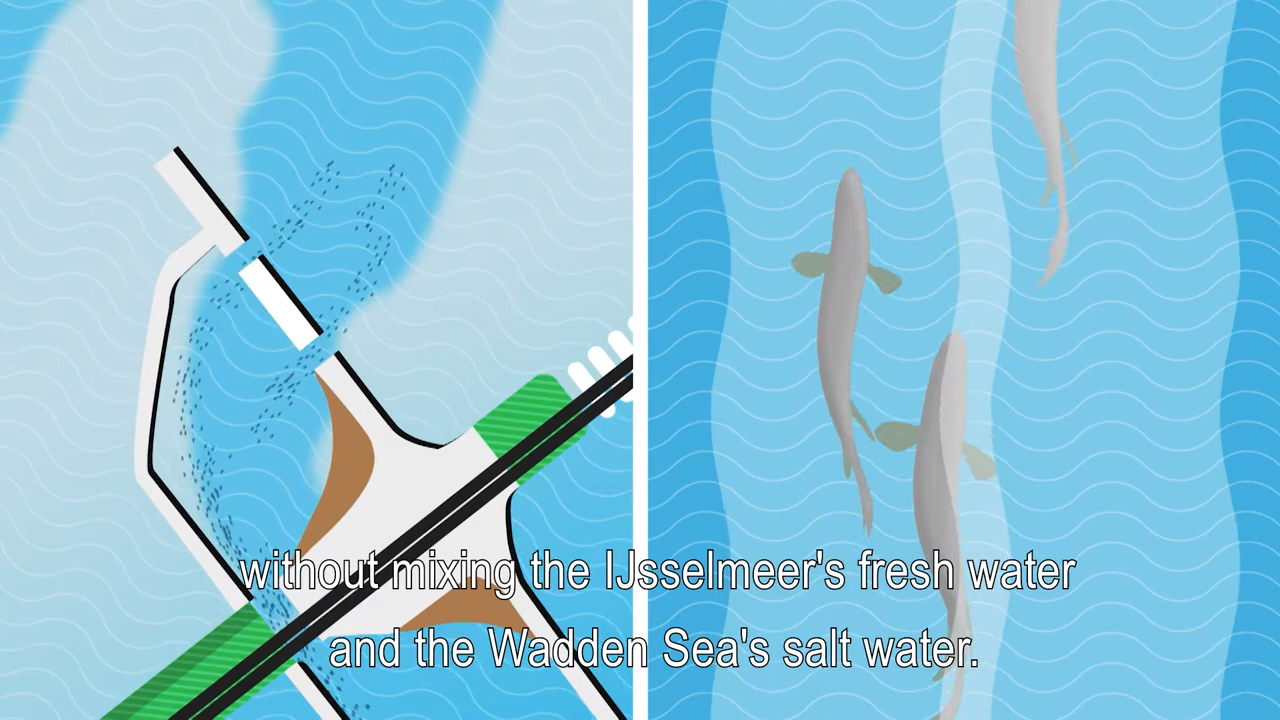 without mixing the IJsselmeer's fresh water
and the Wadden Sea's salt water.